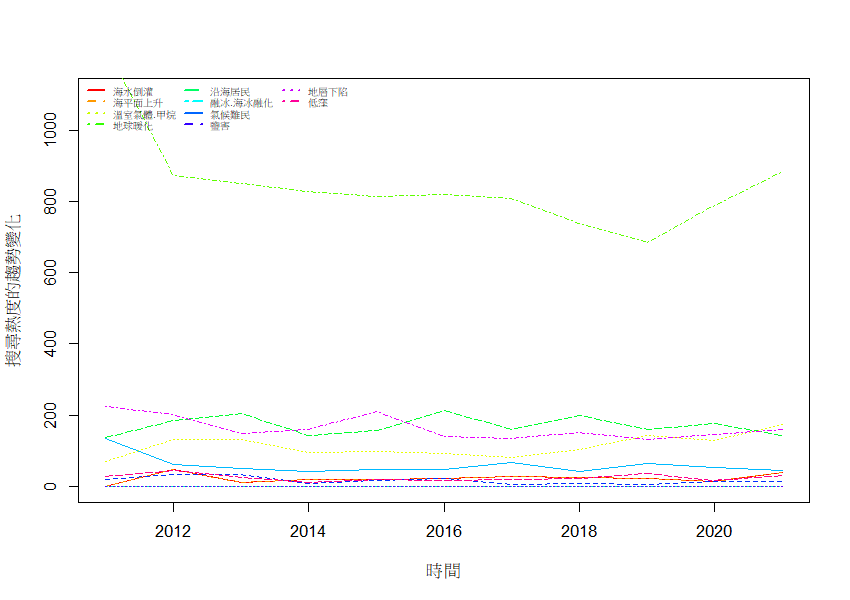 海水倒灌
海平面上升
溫室氣體.甲烷
地球暖化
沿海居民
融冰.海冰融化
氣候難民
鹽害
地層下陷
低窪
搜尋熱度的趨勢變化
0
200
400
600
800
1000
2012
2014
2016
2018
2020
時間